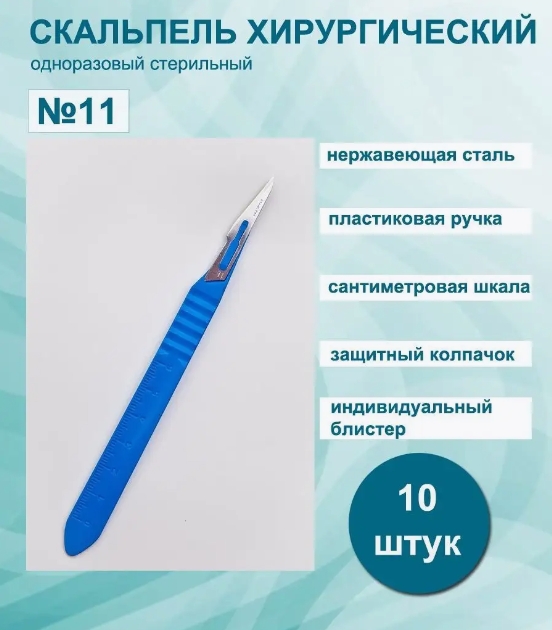 СКАЛЬПЕЛЬ ХИРУРГИЧЕСКИЙ
одноразовый стерильный
№11
нержавеющая сталь
пластиковая ручка
сантиметровая шкала
защитный колпачок
индивидуальный
блистер
10
штук